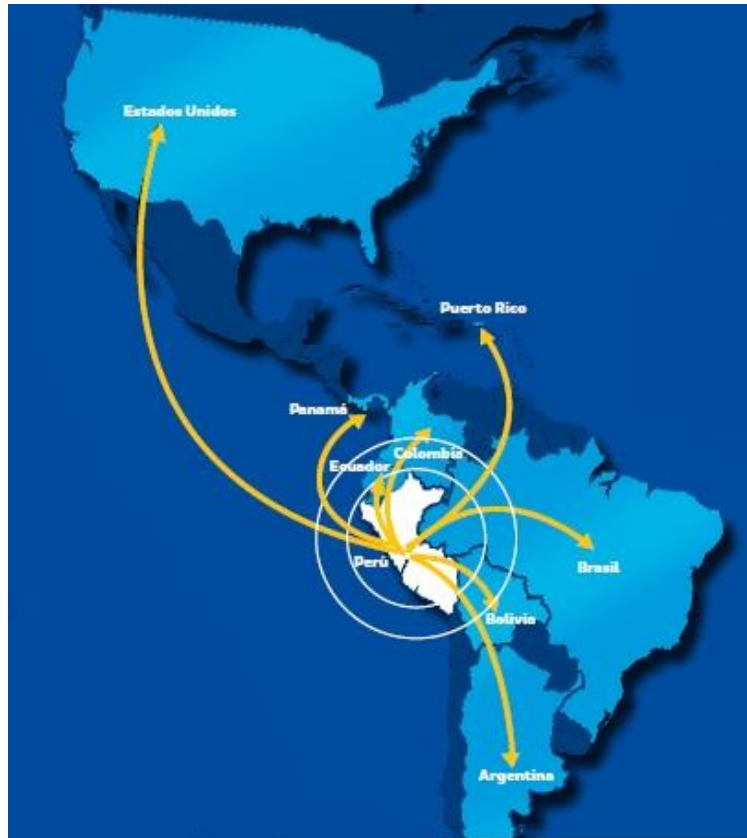 Estados Unidos
Puerto Rico
Panamá
Colombia
Ecuador
Perú
Brasil
Bolivia
Argentina